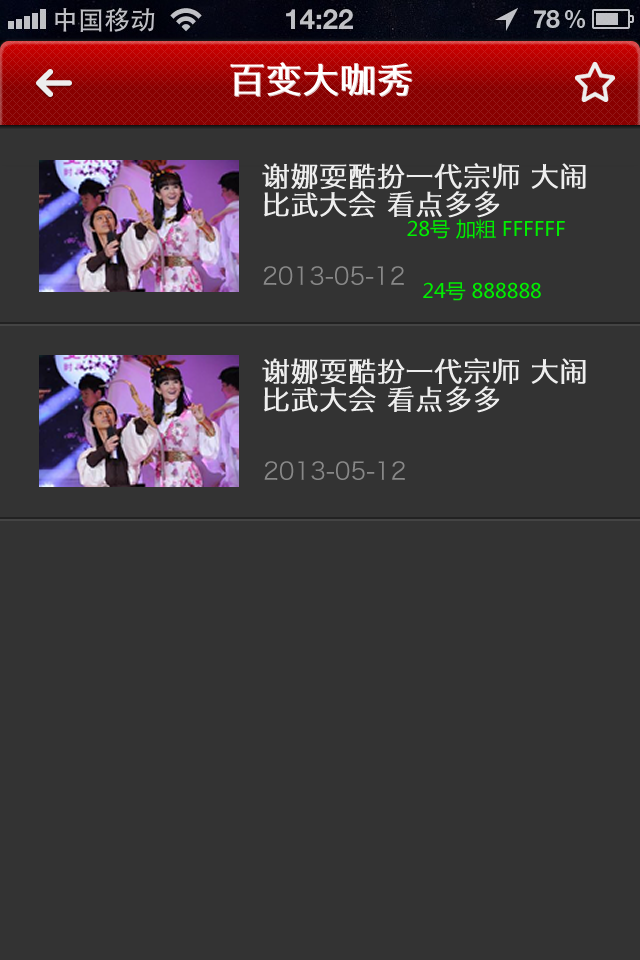 中国移动 14:22 78%
百变大咖秀
谢娜耍酷扮一代宗师 大闹
比武大会 看点多多
28号 加粗 FFFFFF
2013-05-12
24号 888888
谢娜耍酷扮一代宗师 大闹
比武大会 看点多多
2013-05-12